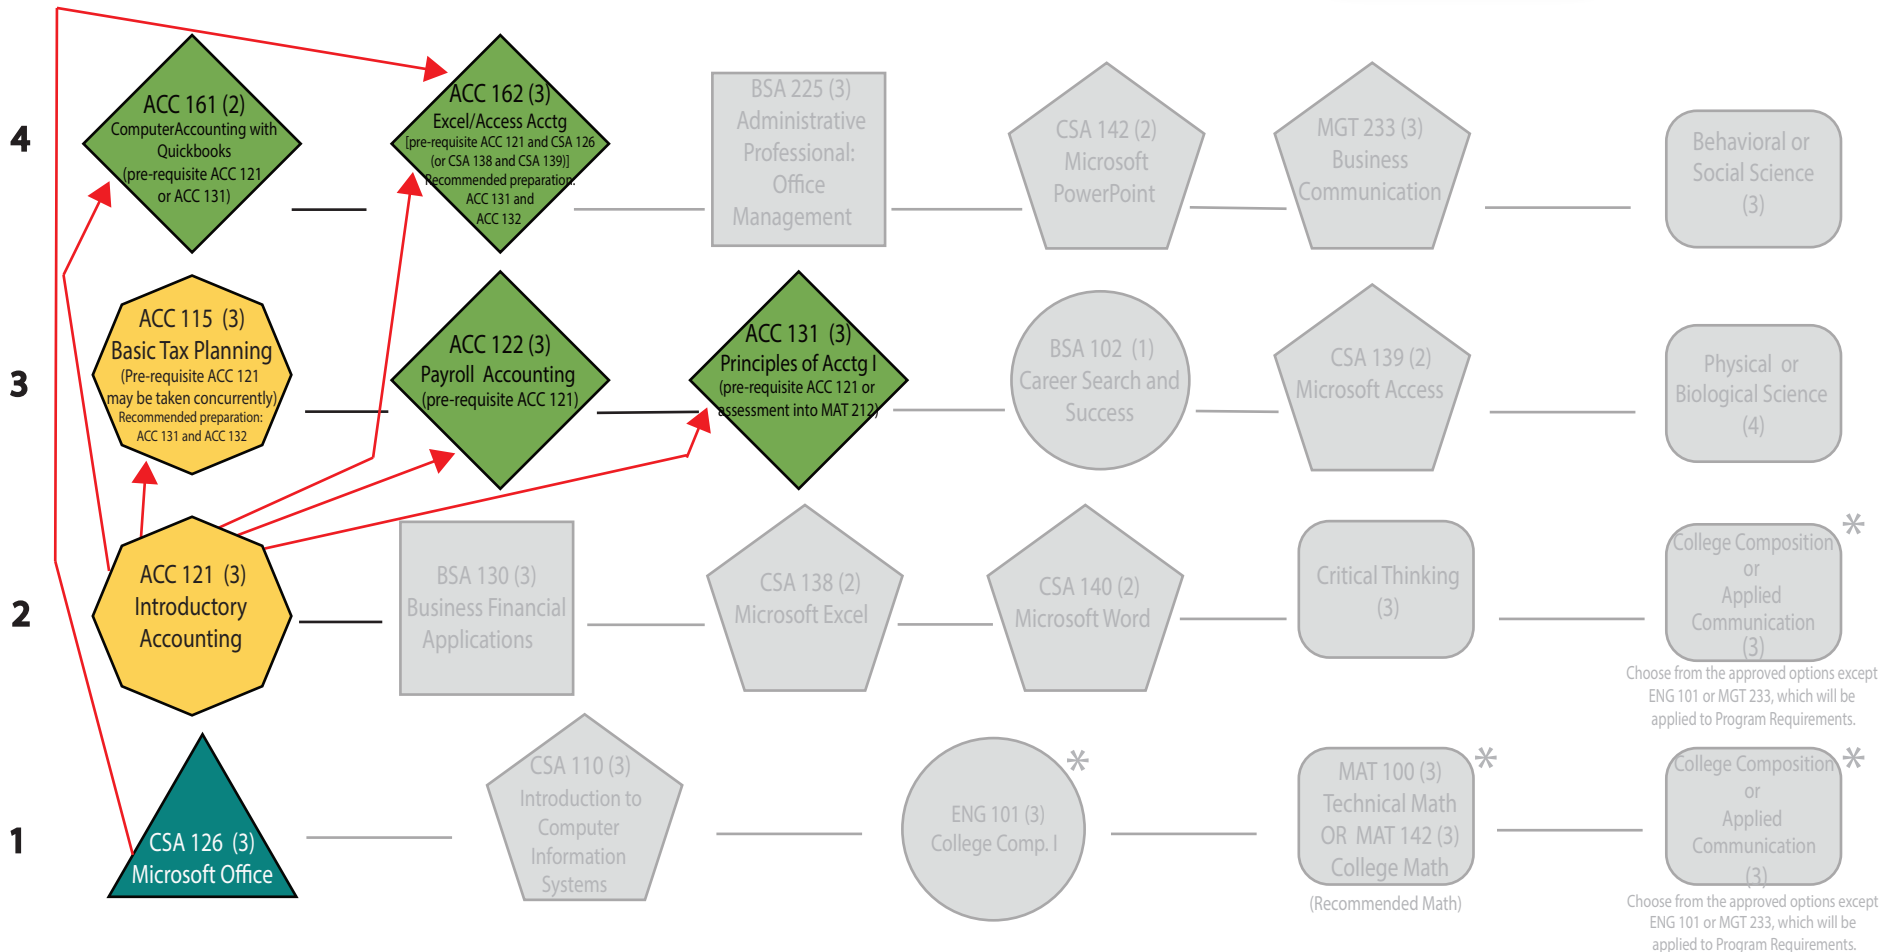 4
ACC 161 (2)
ComputerAccounting with
Quickbooks
(pre-requisite ACC 121
or ACC 131)
ACC 162 (3)
Excel/Access Acctg
[pre-requisite ACC 121 and CSA 126
(or CSA 138 and CSA 139)]
Recommended preparation:
ACC 131 and
ACC 132
BSA 225 (3)
Administrative
Professional:
Office
Management
CSA 142 (2)
Microsoft
PowerPoint
MGT 233 (3)
Business
Communication
Behavioral or
Social Science
(3)
3
ACC 115 (3)
Basic Tax Planning
(Pre-requisite ACC 121
may be taken concurrently)
Recommended preparation:
ACC 131 and ACC 132
ACC 122 (3)
Payroll Accounting
(pre-requisite ACC 121)
ACC 131 (3)
Principles of Acctg I
(pre-requisite ACC 121 or
assessment into MAT 212)
BSA 102 (1)
Career Search and
Success
CSA 139 (2)
Microsoft Access
Physical or
Biological Science
(4)
2
ACC 121 (3)
Introductory
Accounting
BSA 130 (3)
Business Financial
Applications
CSA 138 (2)
Microsoft Excel
CSA 140 (2)
Microsoft Word
Critical Thinking
(3)
*
College Composition
or
Applied
Communication
(3)
Choose from the approved options except
ENG 101 or MGT 233, which will be
applied to Program Requirements.
1
CSA 126 (3)
Microsoft Office
CSA 110 (3)
Introduction to
Computer
Information
Systems
*
ENG 101 (3)
College Comp. I
*
MAT 100 (3)
Technical Math
OR MAT 142 (3)
College Math
(Recommended Math)
*
College Composition
or
Applied
Communication
(3)
Choose from the approved options except
ENG 101 or MGT 233, which will be
applied to Program Requirements.